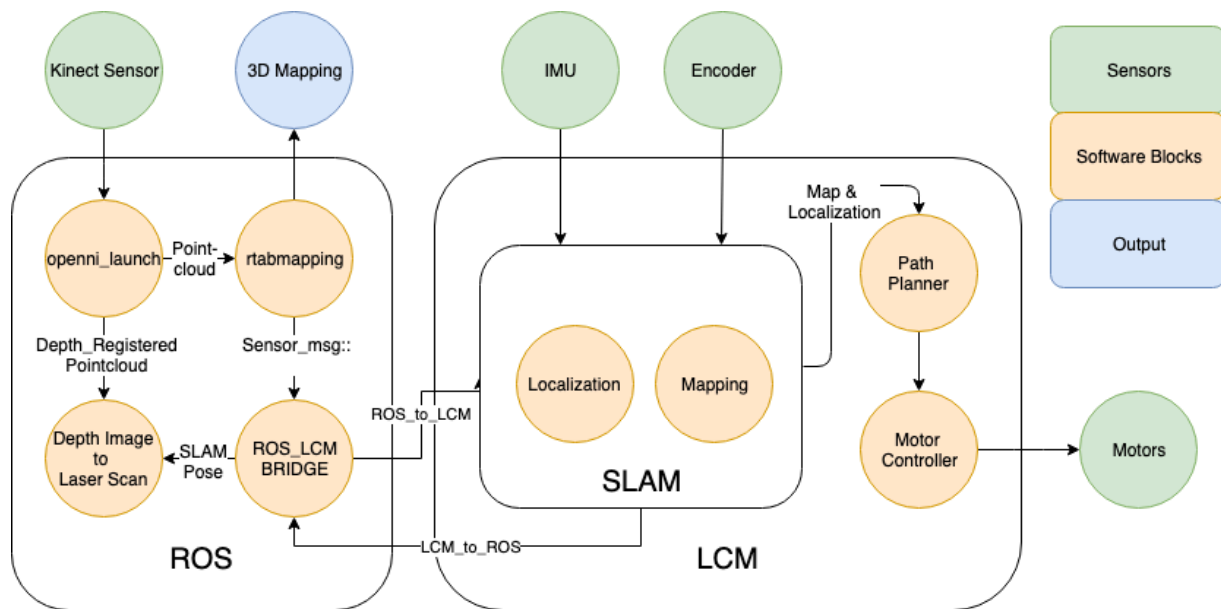 Kinect Sensor
3D Mapping
IMU
Encoder
Sensors
Software Blocks
Output
Map &
Localization
openni_launch
Point-
cloud
rtabmapping
Path
Planner
Depth_Registered
Pointcloud
Sensor_msg::
Localization
Mapping
ROS_to_LCM
Depth Image
to
Laser Scan
SLAM
Pose
ROS_LCM
BRIDGE
SLAM
Motor
Controller
Motors
LCM_to_ROS
ROS
LCM